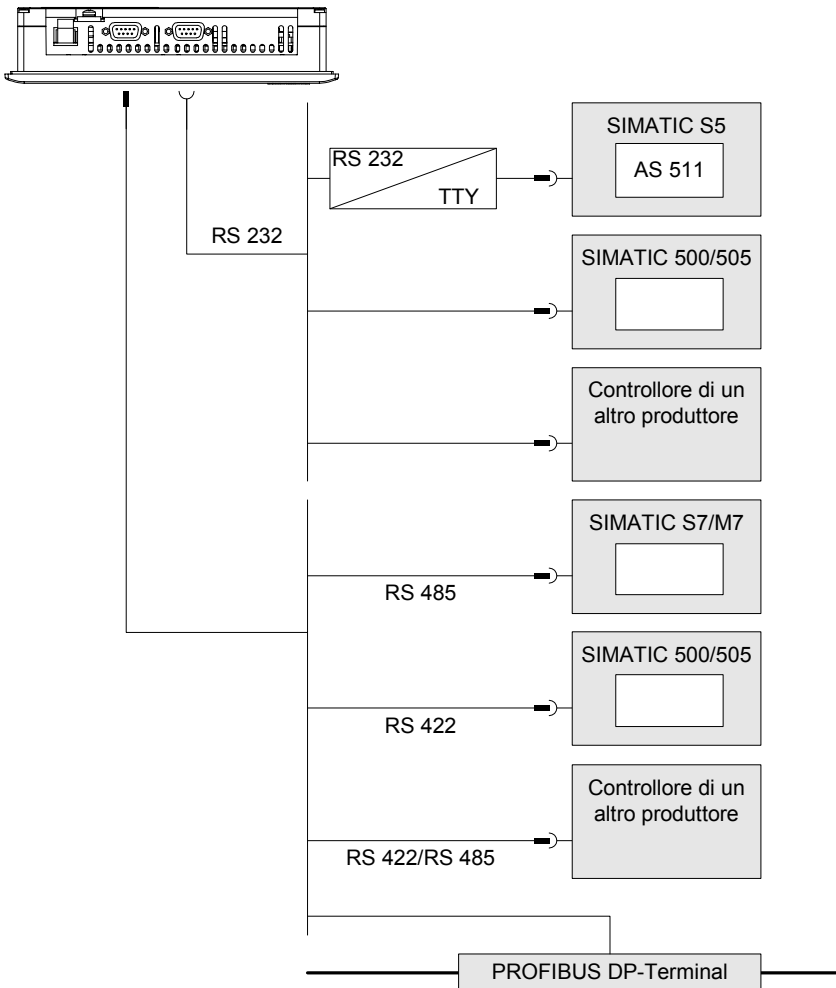 SIMATIC S5
AS 511
RS 232
TTY
RS 232
SIMATIC 500/505
Controllore di un
altro produttore
SIMATIC S7/M7
RS 485
SIMATIC 500/505
RS 422
Controllore di un
altro produttore
RS 422/RS 485
PROFIBUS DP-Terminal